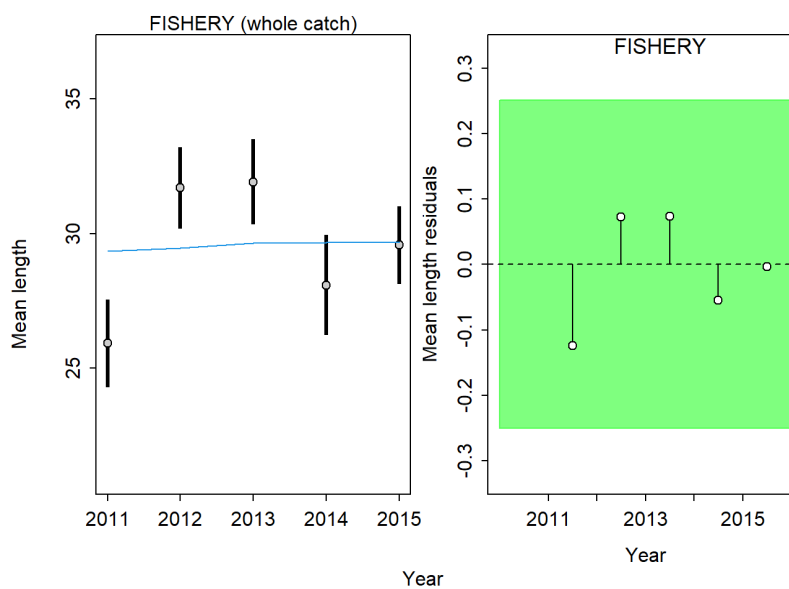 FISHERY (whole catch)
Mean length
35
30
25
2011 2012 2013 2014 2015
Year
FISHERY
Mean length residuals
0.3
0.2
0.1
0.0
-0.1
-0.2
-0.3
2011 2013 2015
Year